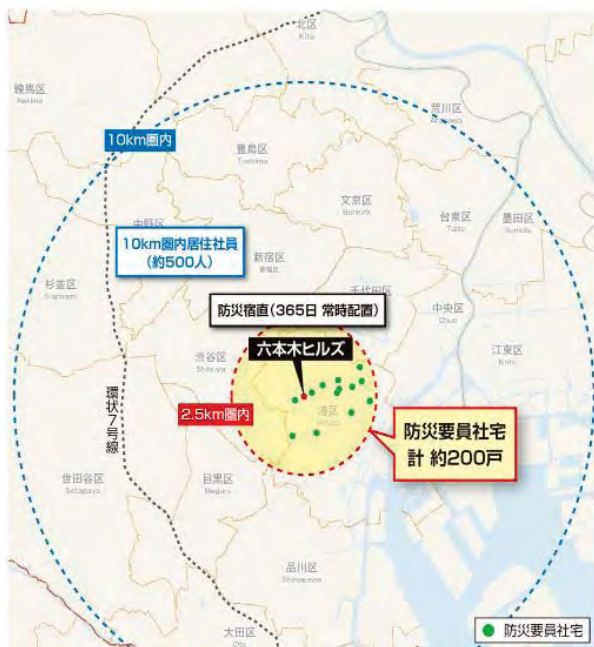 北区
Kita
練馬区
Nerima
荒川区
10km圏内
豊島区
Toshima
文京区
Bunkyo
台東区
Taito
墨田区
Sumida
中野区
10km圏内居住社員
(約500人)
新宿区
新宿区
杉並区
Suginami
千代田区
防災宿直(365日 常時配置)
中央区
Chuo
六本木ヒルズ
渋谷区
Shibuya
江東区
Koto
2.5km圏内
港区
Minato
環状7号線
防災要員社宅
計 約200戸
世田谷区
Setagaya
目黒区
Meguro
品川区
Shinagawa
大田区
防災要員社宅